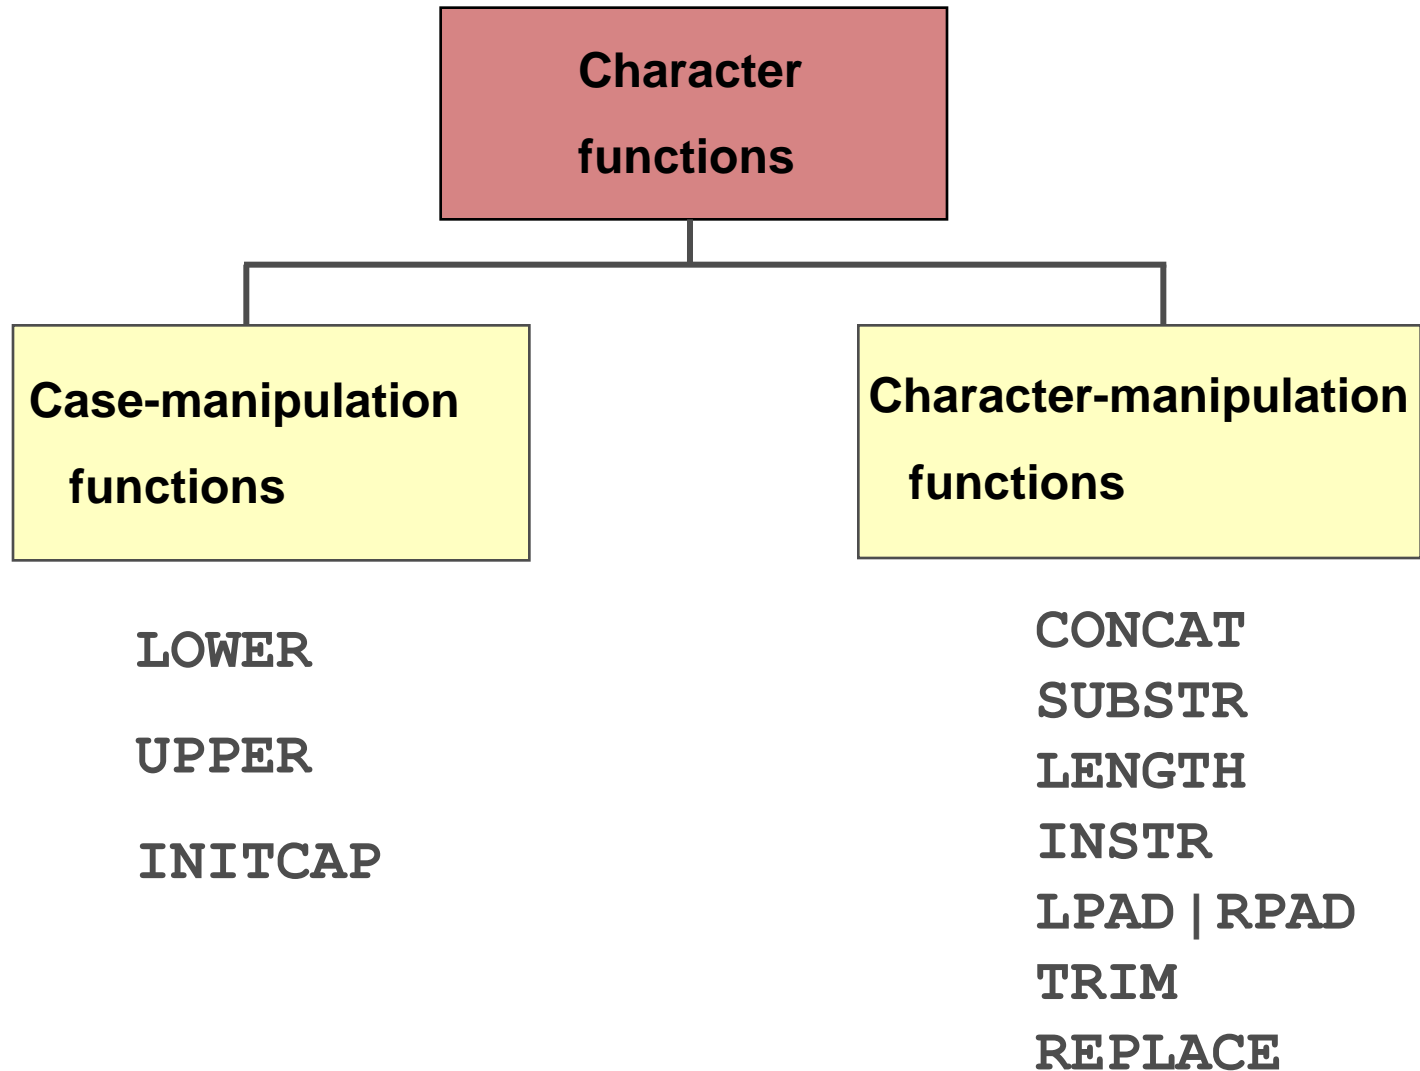 Character
functions
Case-manipulation
functions
Character-manipulation
functions
LOWER
UPPER
INITCAP
CONCAT
SUBSTR
LENGTH
INSTR
LPAD|RPAD
TRIM
REPLACE